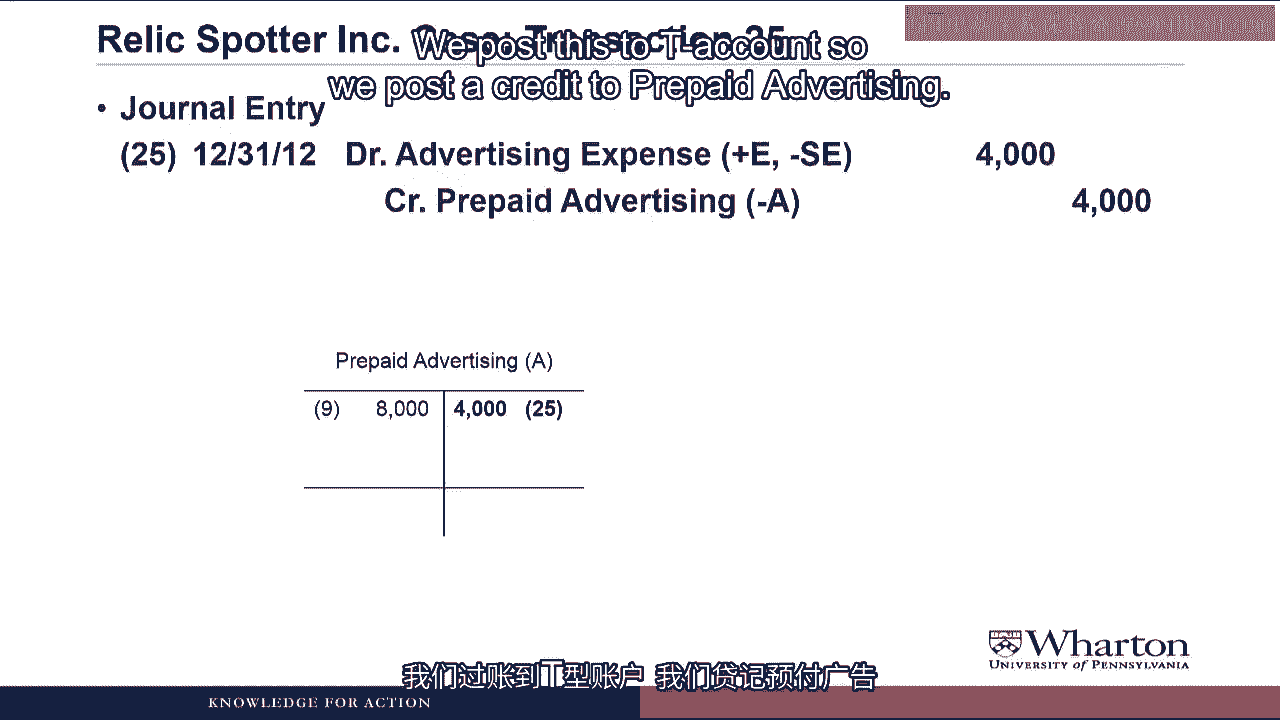 Relic Spotter Inc. Case: Transaction 25
We post this to T-account so
we post a credit to Prepaid Advertising.
• Journal Entry
(25) 12/31/12 Dr. Advertising Expense (+E, -SE) 4,000
Cr. Prepaid Advertising (-A) 4,000
Prepaid Advertising (A)
(9) 8,000 4,000 (25)
Wharton
UNIVERSITY of PENNSYLVANIA
我们过账到T型账户 我们贷记预付广告
KNOWLEDGE FOR ACTION